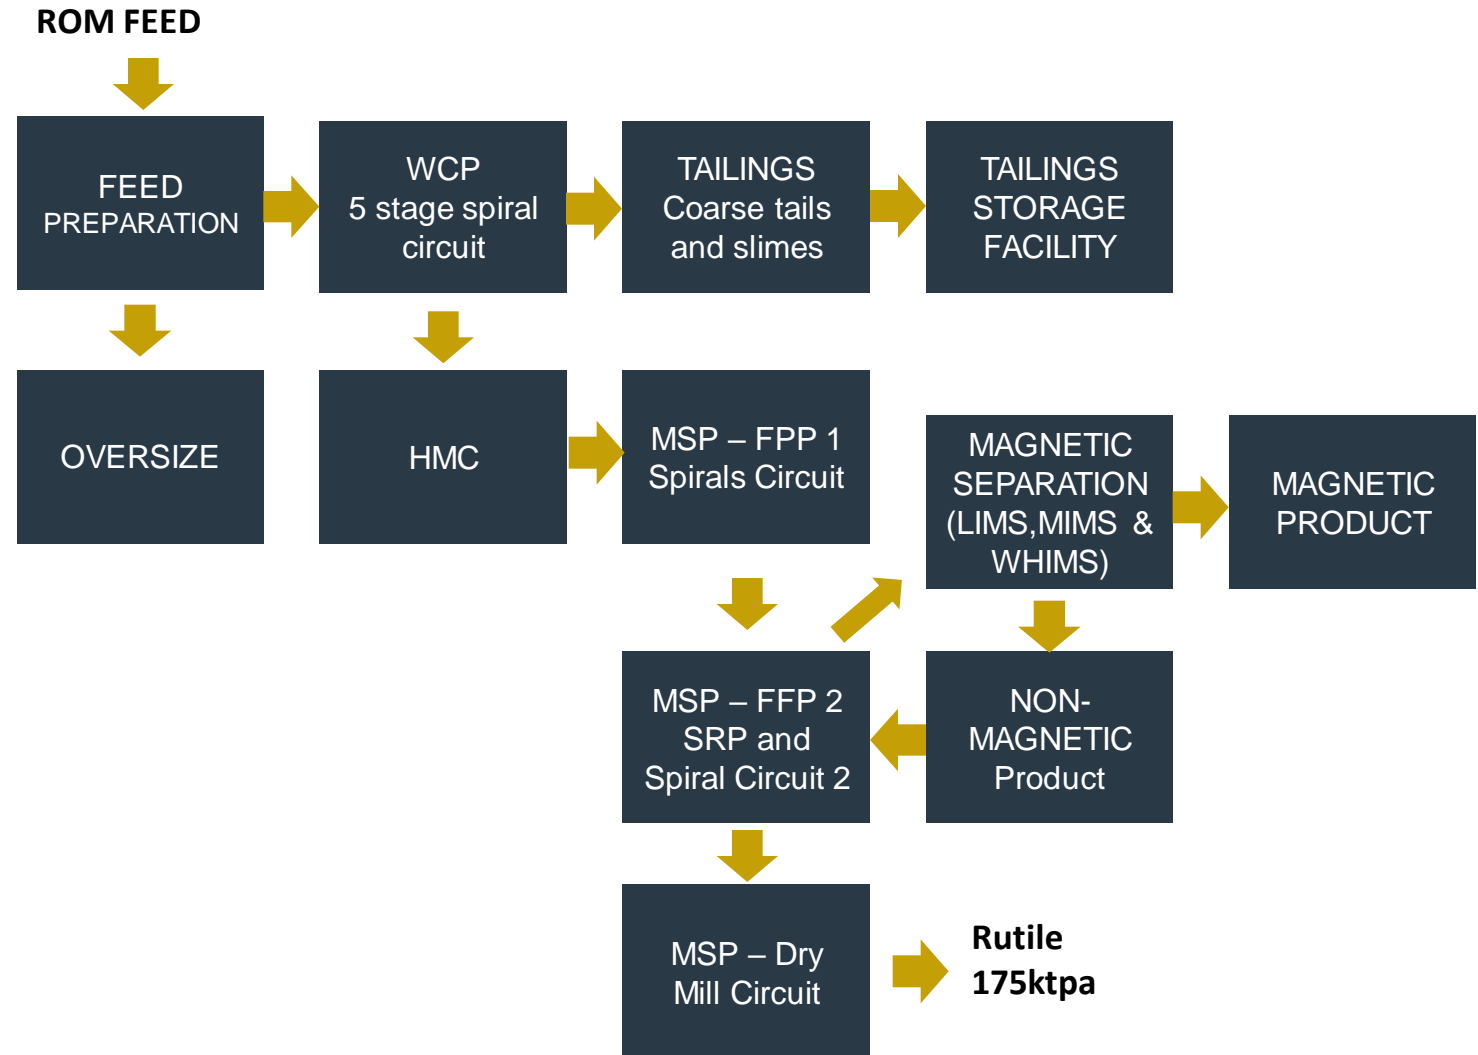 ROM FEED
FEED
PREPARATION
WCP
5 stage spiral
circuit
TAILINGS
Coarse tails
and slimes
TAILINGS
STORAGE
FACILITY
OVERSIZE
HMC
MSP – FPP 1
Spirals Circuit
MAGNETIC
SEPARATION
(LIMS,MIMS &
WHIMS)
MAGNETIC
PRODUCT
MSP – FFP 2
SRP and
Spiral Circuit 2
NON-
MAGNETIC
Product
MSP – Dry
Mill Circuit
Rutile
175ktpa